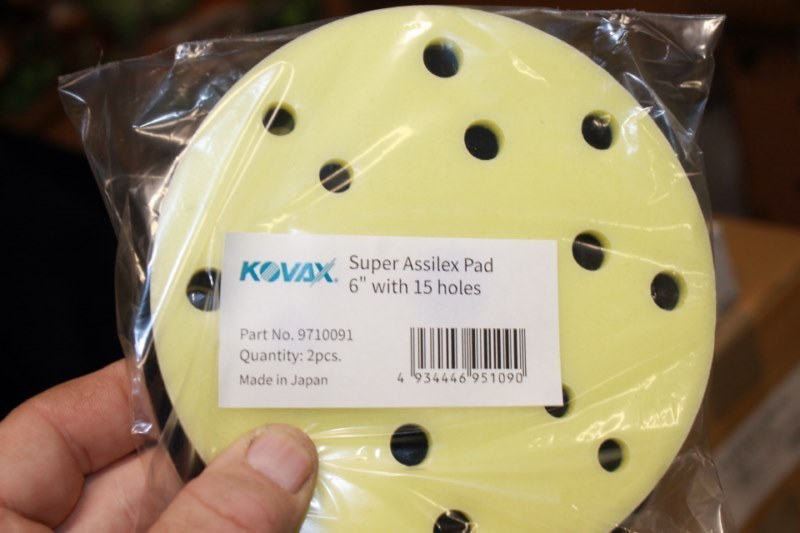 KOVAX®
Super Assilex Pad
6" with 15 holes
Part No. 9710091
Quantity: 2pcs.
Made in Japan
4 934446 951090